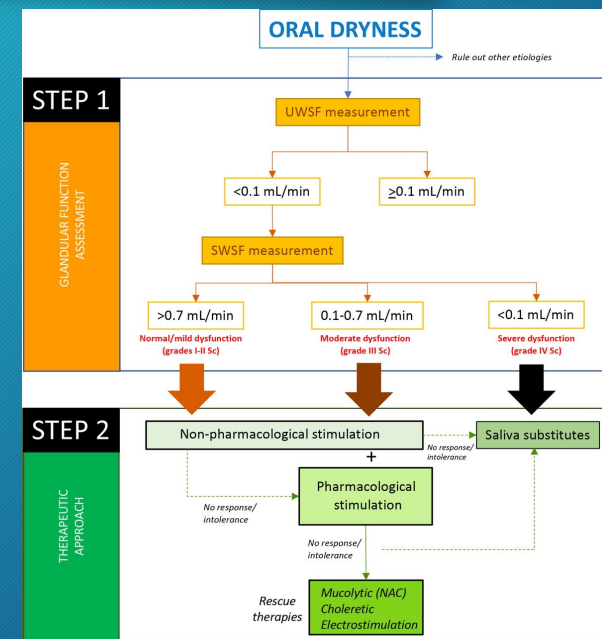 ORAL DRYNESS
Rule out other etiologies
STEP 1
GLANDULAR FUNCTION
ASSESSMENT
UWSF measurement
<0.1 mL/min
≥0.1 mL/min
SWSF measurement
>0.7 mL/min
0.1-0.7 mL/min
<0.1 mL/min
Normal/mild dysfunction
(grades I-II Sc)
Moderate dysfunction
(grade III Sc)
Severe dysfunction
(grade IV Sc)
STEP 2
THERAPEUTIC
APPROACH
Non-pharmacological stimulation
No response/
intolerance
Saliva substitutes
+
No response/
intolerance
Pharmacological
stimulation
No response/
intolerance
Rescue
therapies
Mucolytic (NAC)
Choleretic
Electrostimulation